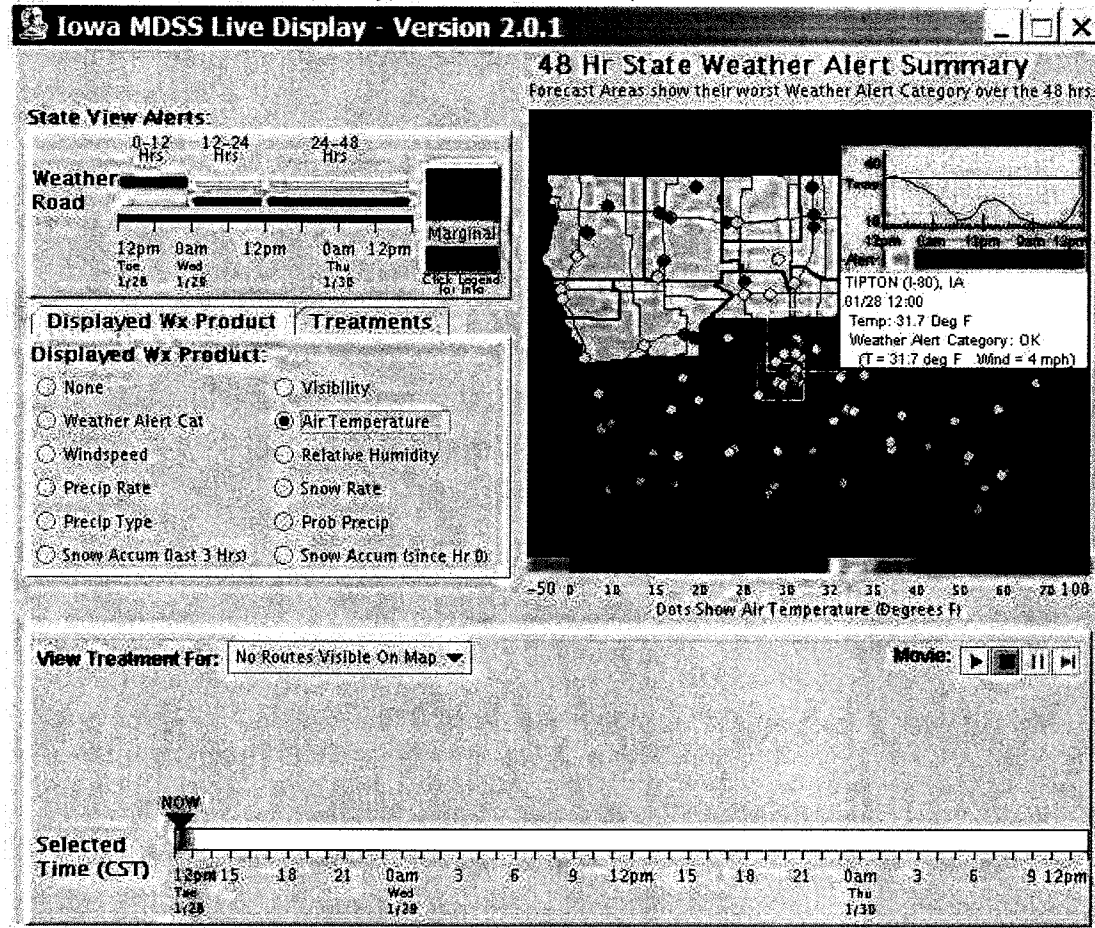 Iowa MDSS Live Display - Version 2.0.1
48 Hr State Weather Alert Summary
Forecast Areas show their worst Weather Alert Category over the 48 hrs.
State View Alerts:
0-12 Hrs 12-24 Hrs 24-48 Hrs
Weather
Road
12pm 0am 12pm 0am 12pm
Tue Wed Thu
1/28 1/29 1/30
Marginal
Click Legend
for Info
40
Temp
12pm 0am 12pm 0am 12pm
Alert
TIPTON (I-80), IA
01/28 12:00
Temp: 31.7 Deg F
Weather Alert Category: OK
(T = 31.7 deg F Wind = 4 mph)
Displayed Wx Product Treatments
Displayed Wx Product:
None Visibility
Weather Alert Cat Air Temperature
Windspeed Relative Humidity
Precip Rate Snow Rate
Precip Type Prob Precip
Snow Accum (last 3 Hrs) Snow Accum (since Hr 0)
-50 0 10 15 20 28 30 32 35 40 50 60 70 100
Dots Show Air Temperature (Degrees F)
View Treatment For: No Routes Visible On Map Movie:
NOW
Selected
Time (CST)
12pm 15 18 21 0am 3 6 9 12pm 15 18 21 0am 3 6 9 12pm
Tue Wed Thu
1/28 1/29 1/30